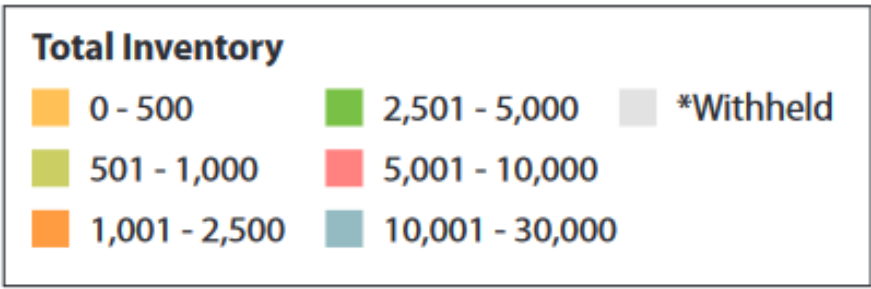 Total Inventory
0 - 500
501 - 1,000
1,001 - 2,500
2,501 - 5,000
5,001 - 10,000
10,001 - 30,000
*Withheld